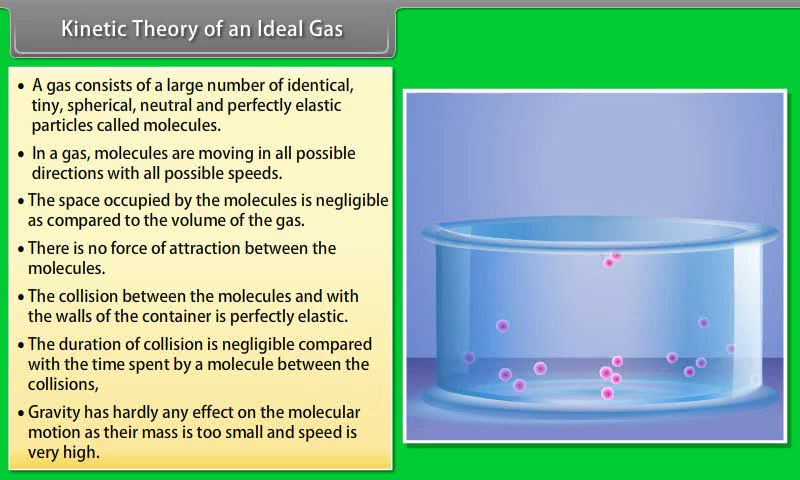 Kinetic Theory of an Ideal Gas
• A gas consists of a large number of identical,
tiny, spherical, neutral and perfectly elastic
particles called molecules.
• In a gas, molecules are moving in all possible
directions with all possible speeds.
• The space occupied by the molecules is negligible
as compared to the volume of the gas.
• There is no force of attraction between the
molecules.
• The collision between the molecules and with
the walls of the container is perfectly elastic.
• The duration of collision is negligible compared
with the time spent by a molecule between the
collisions,
• Gravity has hardly any effect on the molecular
motion as their mass is too small and speed is
very high.